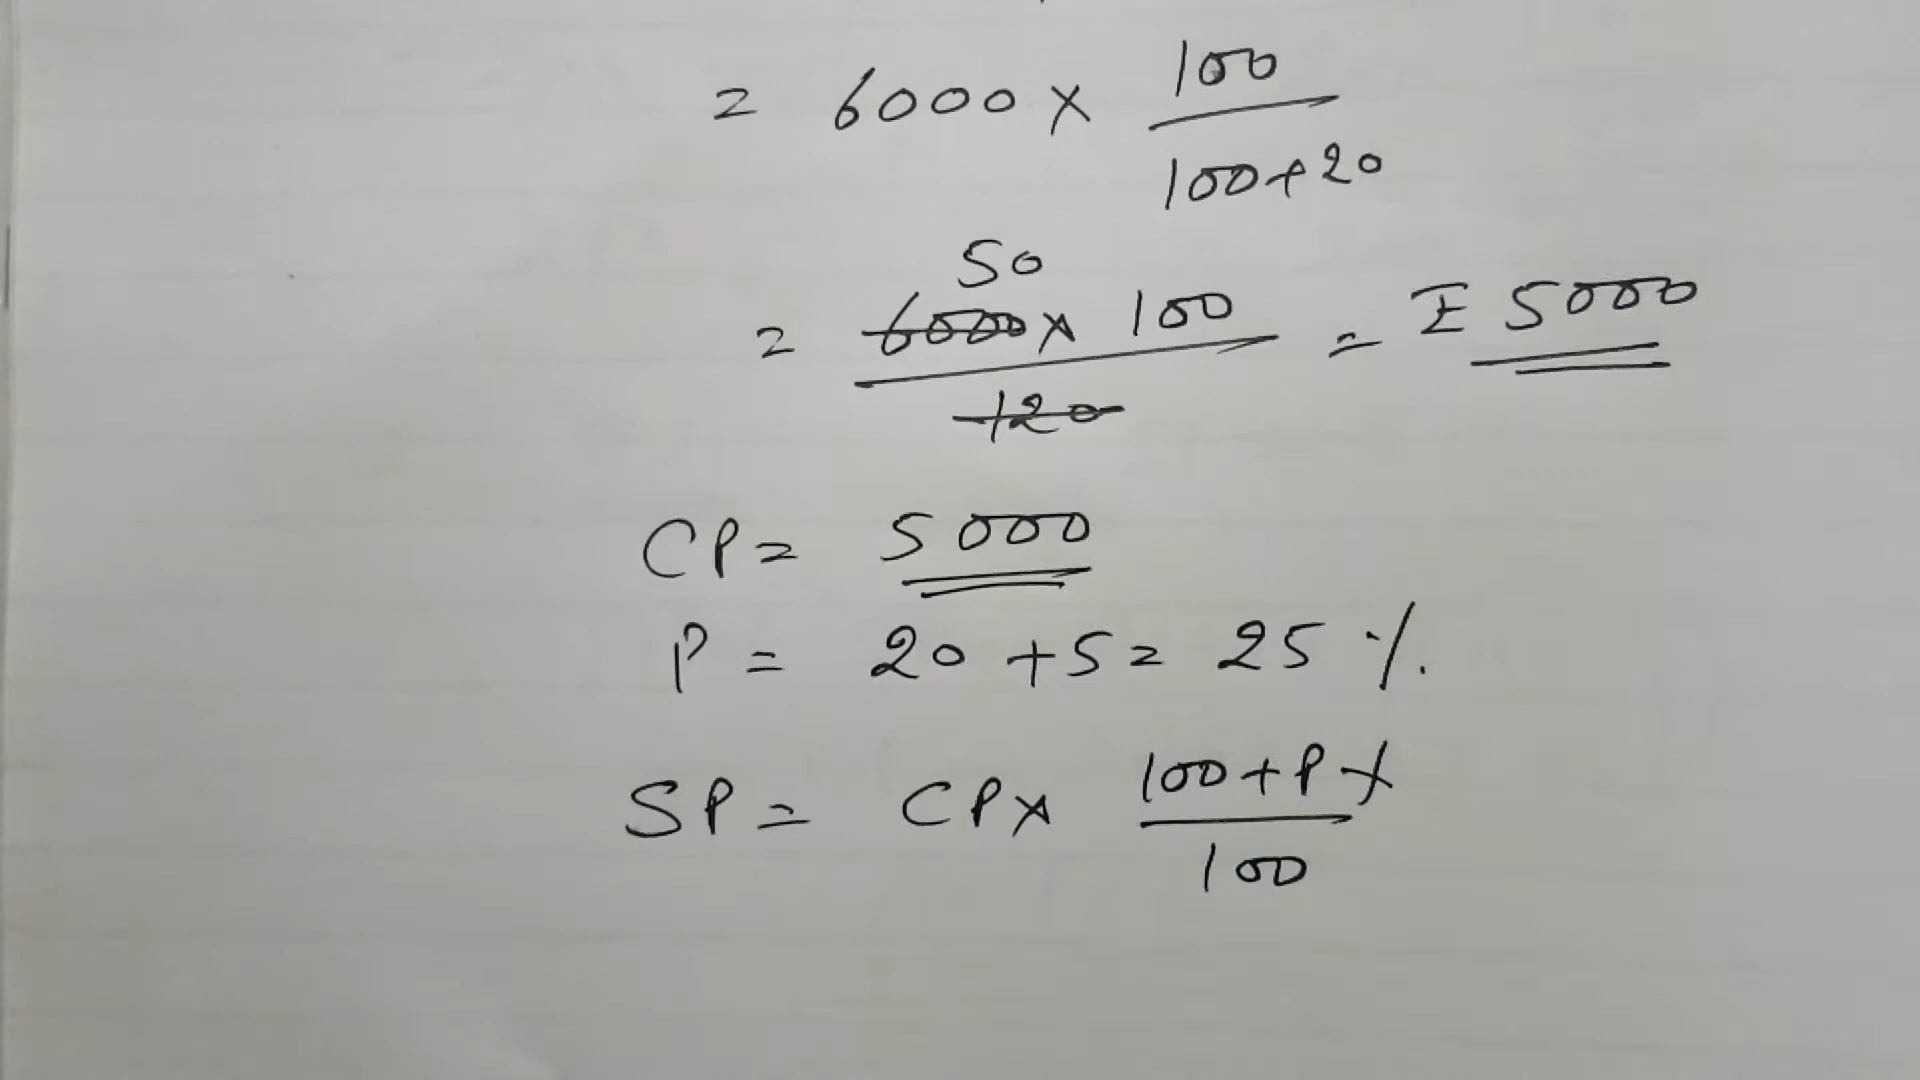 = 6000 × 100/100+20
50
= 6000 × 100/120 = ₹ 5000
CP = 5000
P = 20 + 5 = 25 %
SP = CP × 100+P%/100